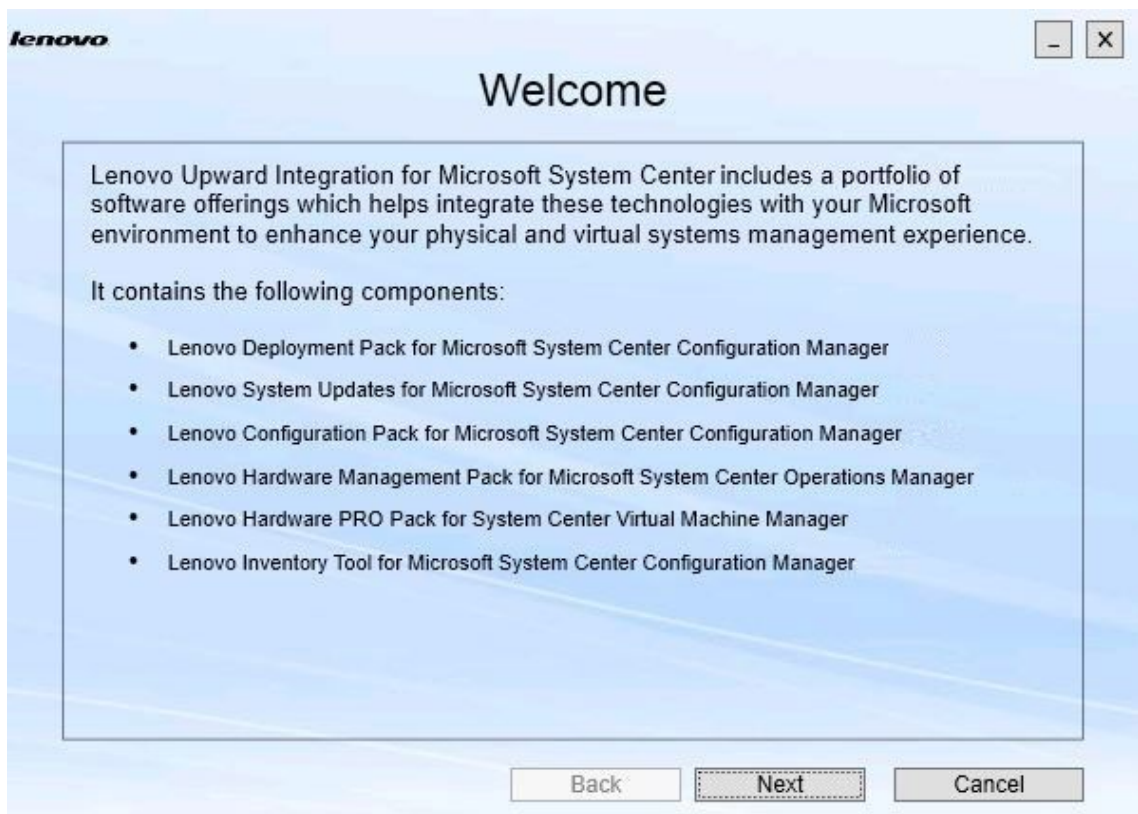 lenovo
Welcome
Lenovo Upward Integration for Microsoft System Center includes a portfolio of
software offerings which helps integrate these technologies with your Microsoft
environment to enhance your physical and virtual systems management experience.
It contains the following components:
• Lenovo Deployment Pack for Microsoft System Center Configuration Manager
• Lenovo System Updates for Microsoft System Center Configuration Manager
• Lenovo Configuration Pack for Microsoft System Center Configuration Manager
• Lenovo Hardware Management Pack for Microsoft System Center Operations Manager
• Lenovo Hardware PRO Pack for System Center Virtual Machine Manager
• Lenovo Inventory Tool for Microsoft System Center Configuration Manager
Back Next Cancel